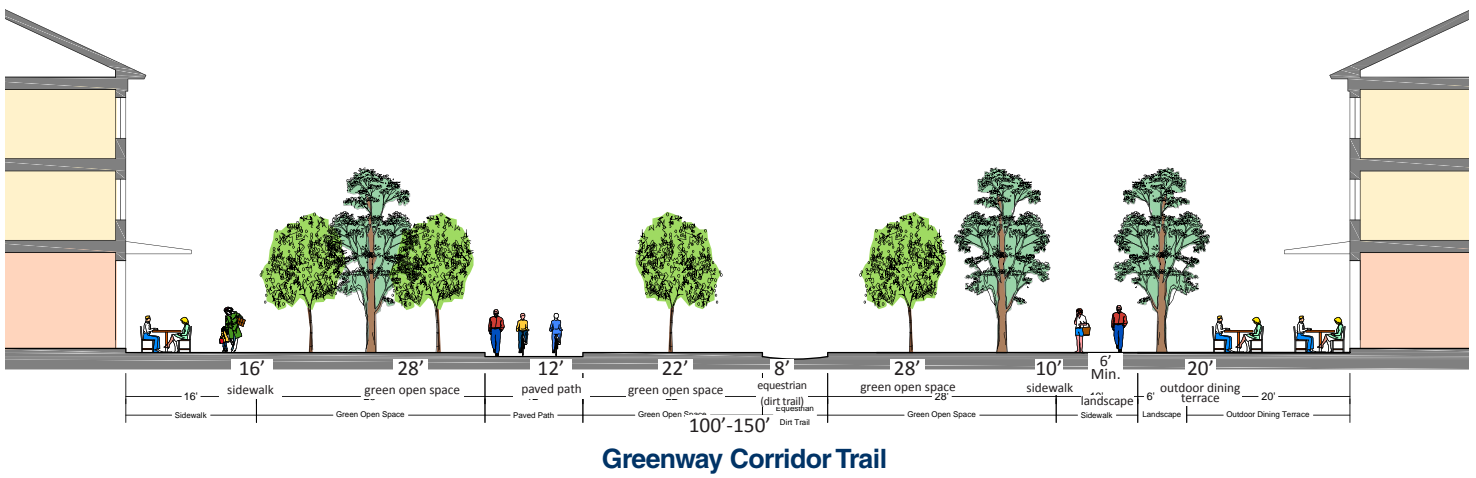 16’ 28’ 12’ 22’ 8’ 28’ 10’ 6’ Min. 20’
sidewalk green open space paved path green open space equestrian (dirt trail) green open space sidewalk landscape outdoor dining terrace
16' 28' 6' 20'
Sidewalk Green Open Space Paved Path Green Open Space Equestrian Dirt Trail Green Open Space Sidewalk Landscape Outdoor Dining Terrace
100’-150’
Greenway Corridor Trail